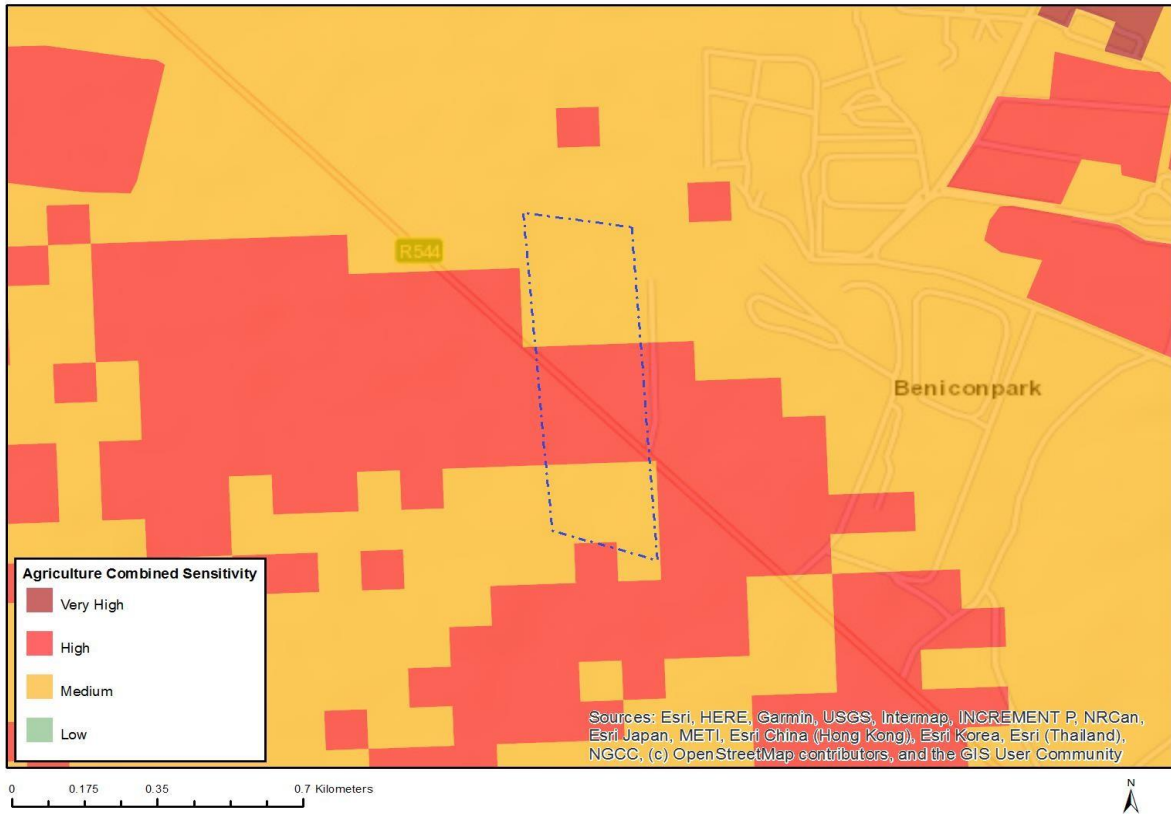 R544
Beniconpark
Agriculture Combined Sensitivity
Very High
High
Medium
Low
Sources: Esri, HERE, Garmin, USGS, Intermap, INCREMENT P, NRCan,
Esri Japan, METI, Esri China (Hong Kong), Esri Korea, Esri (Thailand),
NGCC, (c) OpenStreetMap contributors, and the GIS User Community
0 0.175 0.35 0.7 Kilometers
N